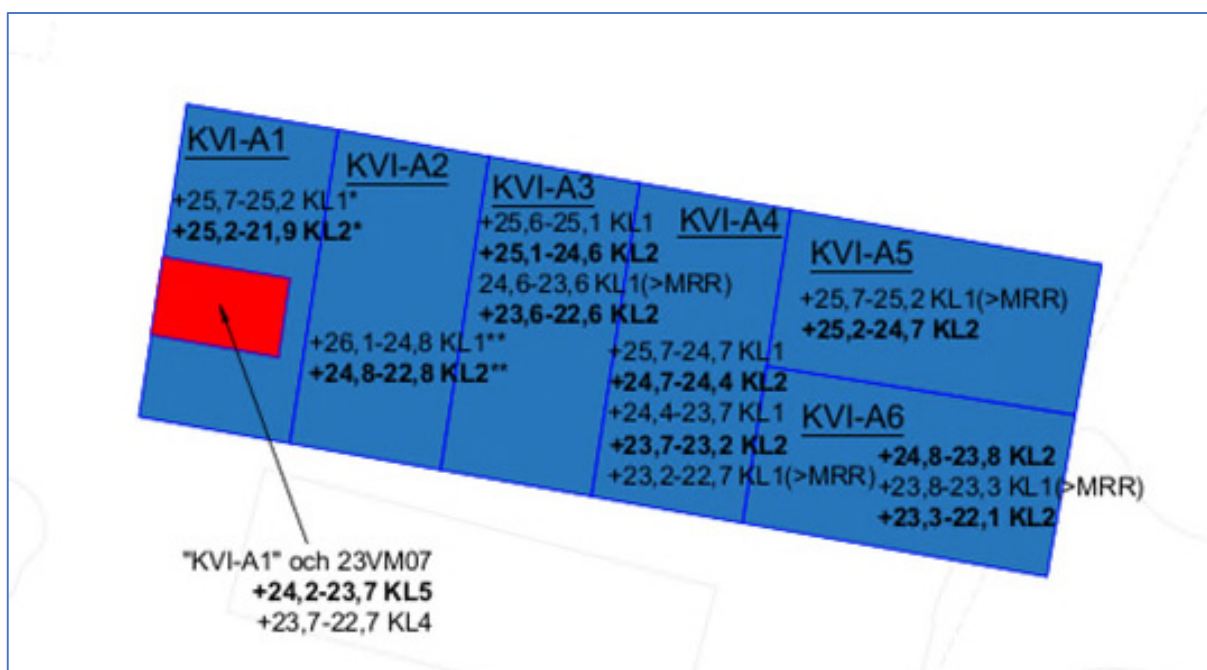 KVI-A1
+25,7-25,2 KL1*
+25,2-21,9 KL2*
KVI-A2
+26,1-24,8 KL1**
+24,8-22,8 KL2**
KVI-A3
+25,6-25,1 KL1
+25,1-24,6 KL2
24,6-23,6 KL1(>MRR)
+23,6-22,6 KL2
KVI-A4
+25,7-24,7 KL1
+24,7-24,4 KL2
+24,4-23,7 KL1
+23,7-23,2 KL2
+23,2-22,7 KL1(>MRR)
KVI-A5
+25,7-25,2 KL1(>MRR)
+25,2-24,7 KL2
KVI-A6
+24,8-23,8 KL2
+23,8-23,3 KL1(>MRR)
+23,3-22,1 KL2
"KVI-A1" och 23VM07
+24,2-23,7 KL5
+23,7-22,7 KL4